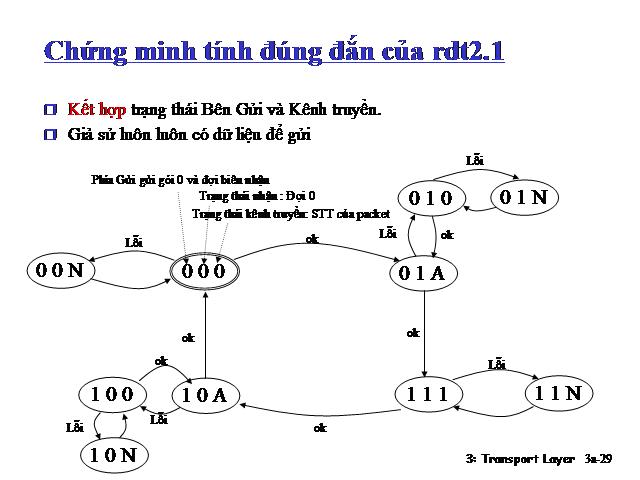 Chứng minh tính đúng đắn của rdt2.1
Kết hợp trạng thái Bên Gửi và Kênh truyền.
Giả sử luôn luôn có dữ liệu để gửi
Phía Gửi gửi gói 0 và đợi biên nhận
Trạng thái nhận : Đợi 0
Trạng thái kênh truyền: STT của packet
Lỗi
0 1 0
0 1 N
Lỗi
ok
Lỗi
ok
0 0 N
0 0 0
0 1 A
ok
ok
ok
Lỗi
1 0 0
1 0 A
1 1 1
1 1 N
Lỗi
Lỗi
ok
1 0 N
3: Transport Layer 3a-29